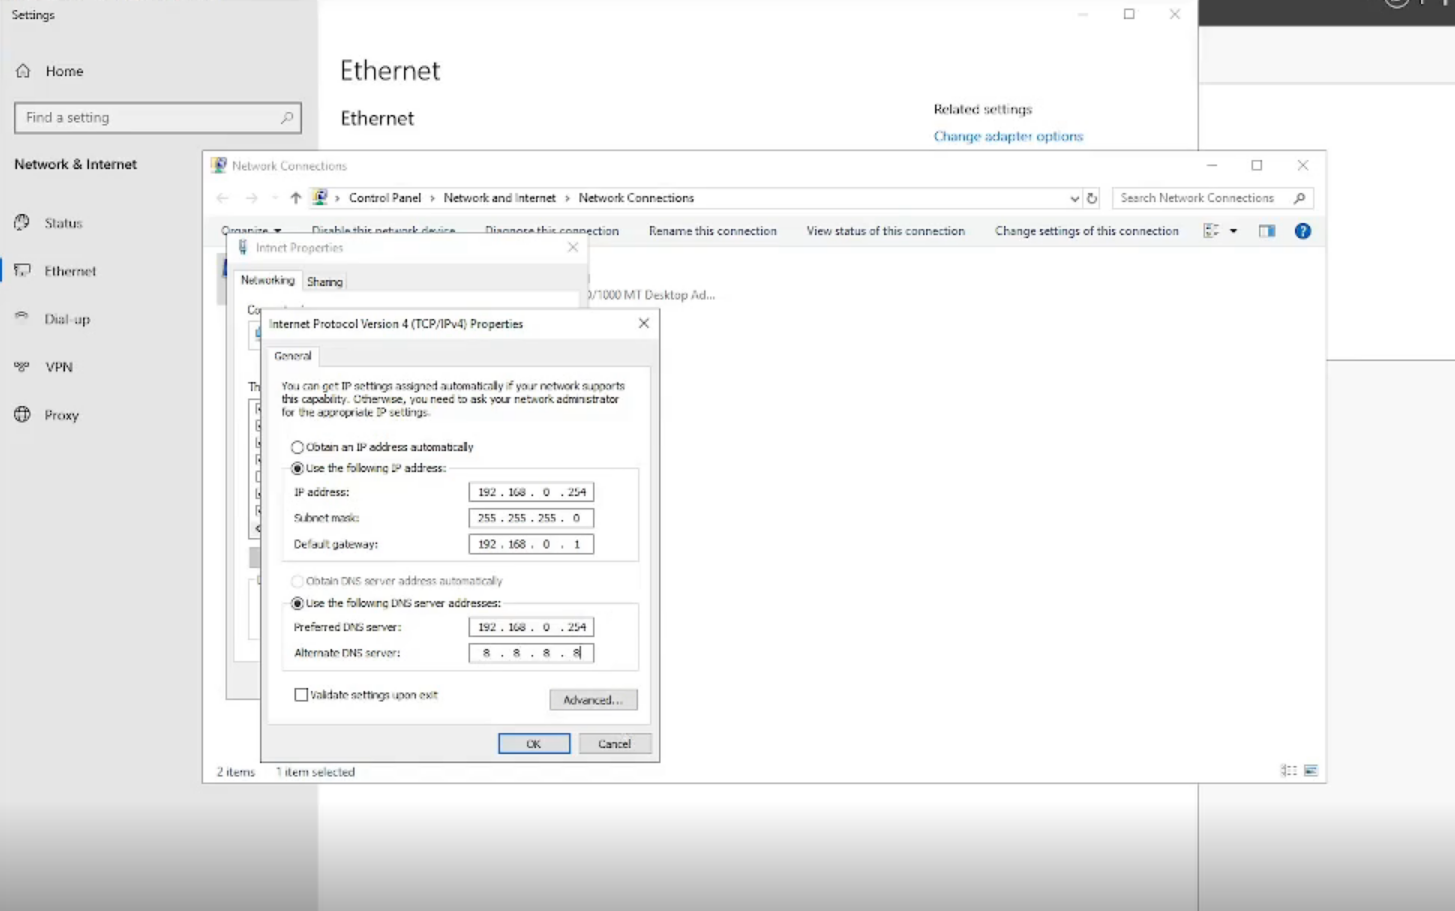 Settings
Home
Find a setting
Network & Internet
Status
Ethernet
Dial-up
VPN
Proxy
Ethernet
Ethernet
Related settings
Change adapter options
Network Connections
Control Panel > Network and Internet > Network Connections
Search Network Connections
Organize Disable this network device Diagnose this connection Rename this connection View status of this connection Change settings of this connection
Intnet Properties
Networking Sharing
0/1000 MT Desktop Ad...
Internet Protocol Version 4 (TCP/IPv4) Properties
General
You can get IP settings assigned automatically if your network supports
this capability. Otherwise, you need to ask your network administrator
for the appropriate IP settings.
Obtain an IP address automatically
Use the following IP address:
IP address: 192 . 168 . 0 . 254
Subnet mask: 255 . 255 . 255 . 0
Default gateway: 192 . 168 . 0 . 1
Obtain DNS server address automatically
Use the following DNS server addresses:
Preferred DNS server: 192 . 168 . 0 . 254
Alternate DNS server: 8 . 8 . 8 . 8
Validate settings upon exit
Advanced...
OK Cancel
2 items 1 item selected